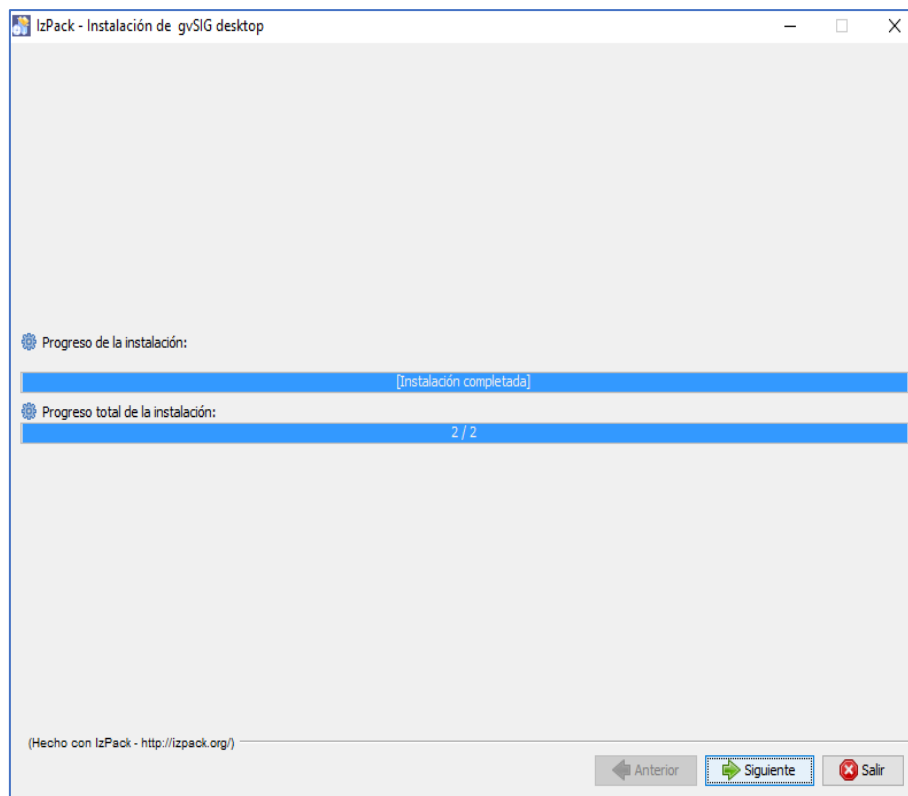 IzPack - Instalación de gvSIG desktop
Progreso de la instalación:
[Instalación completada]
Progreso total de la instalación:
2 / 2
(Hecho con IzPack - http://izpack.org/)
Anterior
Siguiente
Salir